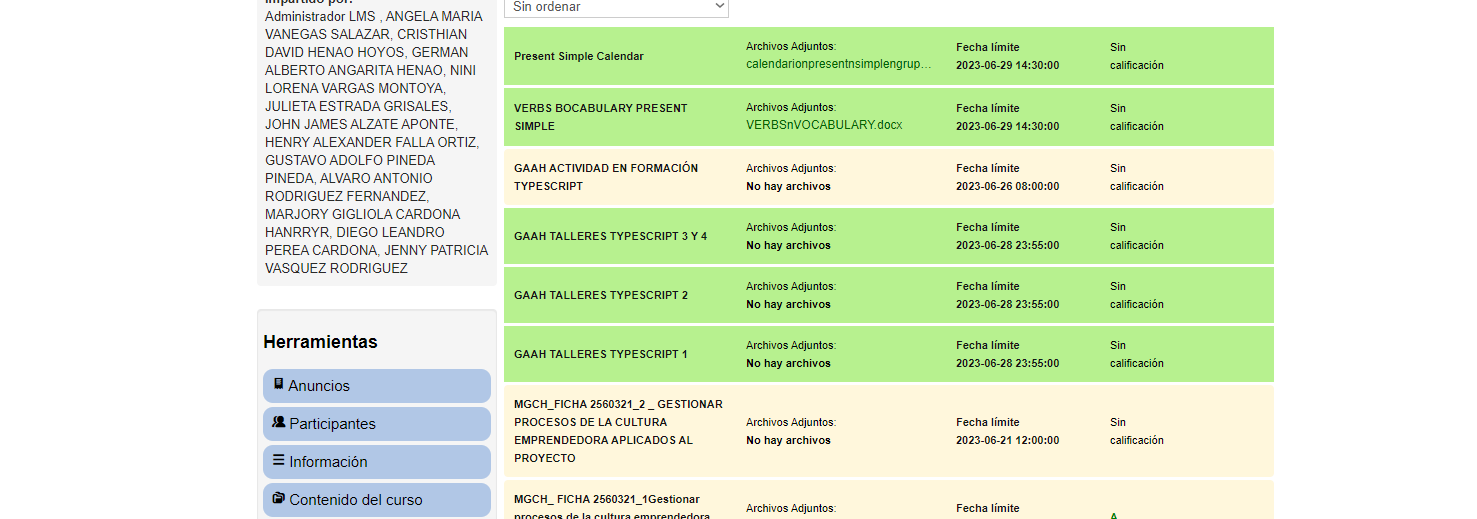 Impartido por:
Administrador LMS , ANGELA MARIA
VANEGAS SALAZAR, CRISTHIAN
DAVID HENAO HOYOS, GERMAN
ALBERTO ANGARITA HENAO, NINI
LORENA VARGAS MONTOYA,
JULIETA ESTRADA GRISALES,
JOHN JAMES ALZATE APONTE,
HENRY ALEXANDER FALLA ORTIZ,
GUSTAVO ADOLFO PINEDA
PINEDA, ALVARO ANTONIO
RODRIGUEZ FERNANDEZ,
MARJORY GIGLIOLA CARDONA
HANRRYR, DIEGO LEANDRO
PEREA CARDONA, JENNY PATRICIA
VASQUEZ RODRIGUEZ
Herramientas
Anuncios
Participantes
Información
Contenido del curso
Sin ordenar
Present Simple Calendar
Archivos Adjuntos:
calendarionpresentnsimplengrup...
Fecha límite
2023-06-29 14:30:00
Sin
calificación
VERBS BOCABULARY PRESENT
SIMPLE
Archivos Adjuntos:
VERBSnVOCABULARY.docx
Fecha límite
2023-06-29 14:30:00
Sin
calificación
GAAH ACTIVIDAD EN FORMACIÓN
TYPESCRIPT
Archivos Adjuntos:
No hay archivos
Fecha límite
2023-06-26 08:00:00
Sin
calificación
GAAH TALLERES TYPESCRIPT 3 Y 4
Archivos Adjuntos:
No hay archivos
Fecha límite
2023-06-28 23:55:00
Sin
calificación
GAAH TALLERES TYPESCRIPT 2
Archivos Adjuntos:
No hay archivos
Fecha límite
2023-06-28 23:55:00
Sin
calificación
GAAH TALLERES TYPESCRIPT 1
Archivos Adjuntos:
No hay archivos
Fecha límite
2023-06-28 23:55:00
Sin
calificación
MGCH_FICHA 2560321_2 _ GESTIONAR
PROCESOS DE LA CULTURA
EMPRENDEDORA APLICADOS AL
PROYECTO
Archivos Adjuntos:
No hay archivos
Fecha límite
2023-06-21 12:00:00
Sin
calificación
MGCH_ FICHA 2560321_1Gestionar
procesos de la cultura emprendedora
Archivos Adjuntos:
Fecha límite
A